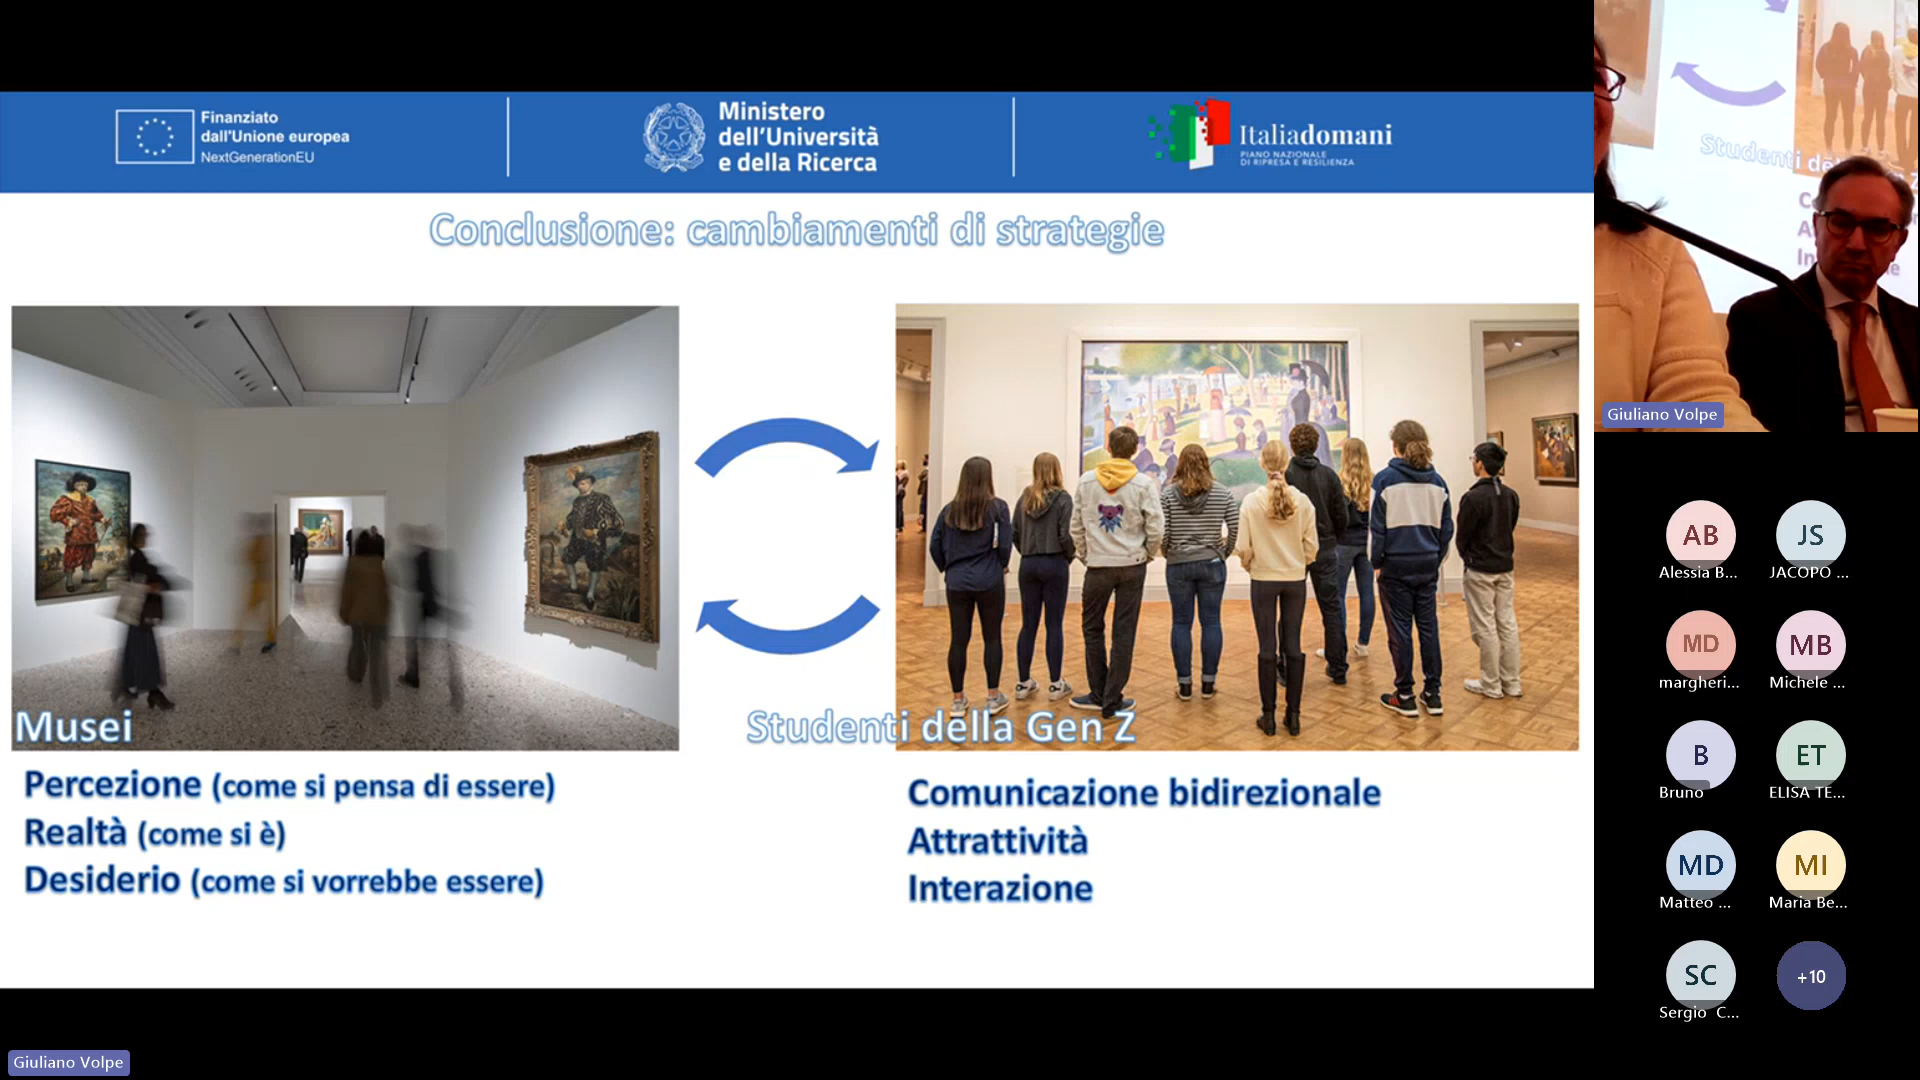 Finanziato
dall'Unione europea
NextGenerationEU
Ministero
dell'Università
e della Ricerca
Italiadomani
PIANO NAZIONALE
DI RIPRESA E RESILIENZA
Conclusione: cambiamenti di strategie
Musei
Studenti della Gen Z
Percezione (come si pensa di essere)
Realtà (come si è)
Desiderio (come si vorrebbe essere)
Comunicazione bidirezionale
Attrattività
Interazione
Studenti de
Giuliano Volpe
AB
Alessia B...
JS
JACOPO ...
MD
margheri...
MB
Michele ...
B
Bruno
ET
ELISA TE...
MD
Matteo ...
MI
Maria Be...
SC
Sergio C...
+10
Giuliano Volpe